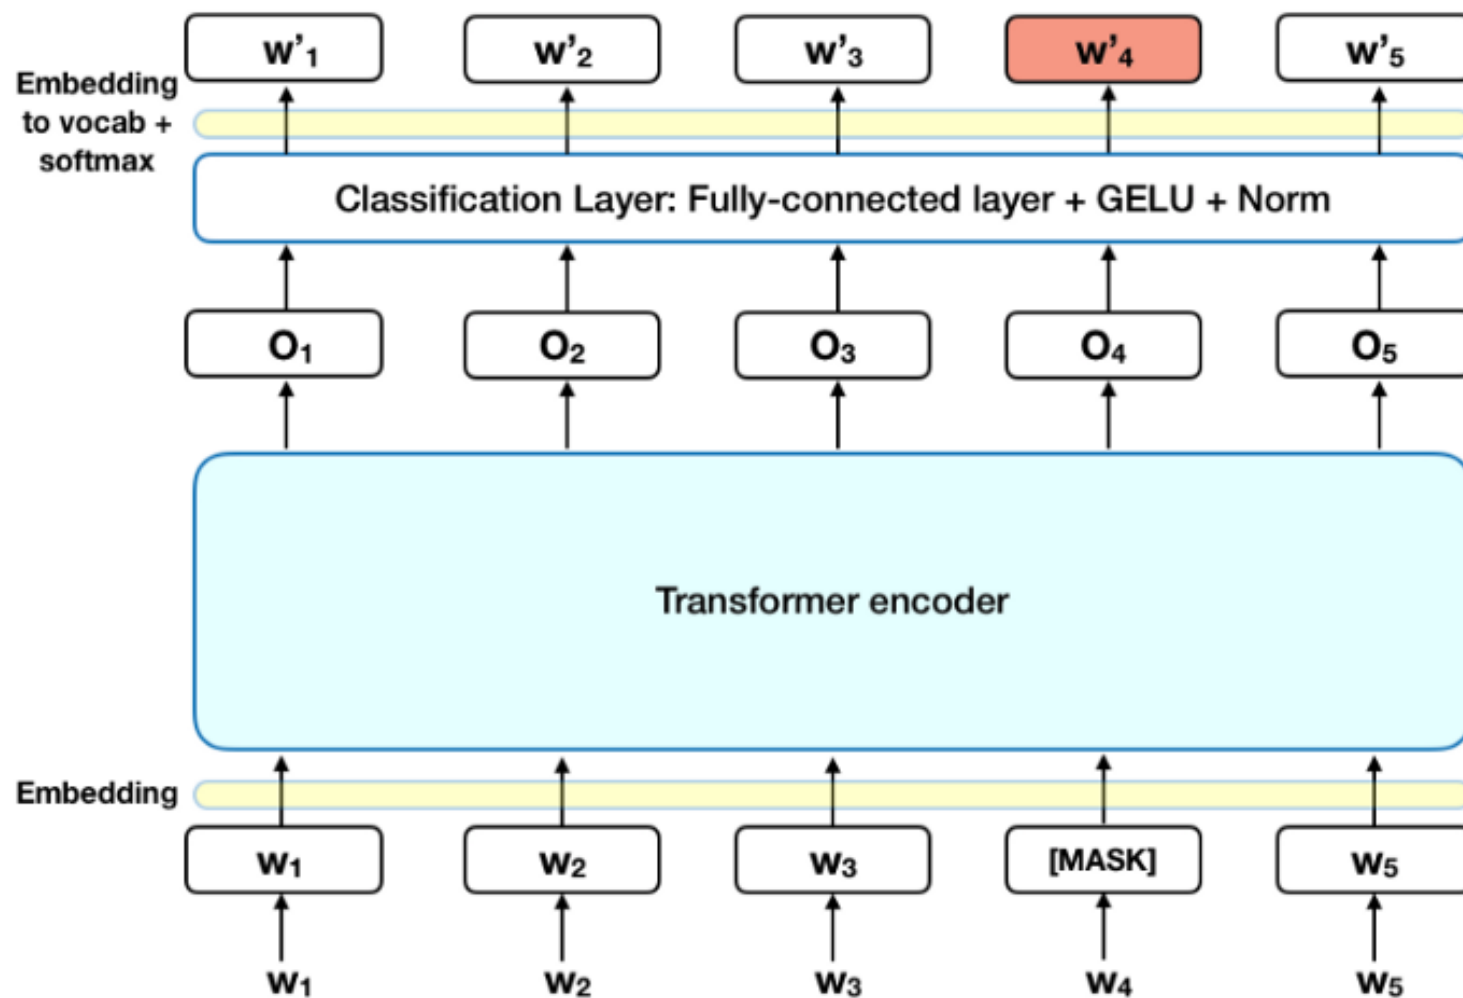 w’₁ w’₂ w’₃ w’₄ w’₅
Embedding
to vocab +
softmax
Classification Layer: Fully-connected layer + GELU + Norm
O₁ O₂ O₃ O₄ O₅
Transformer encoder
Embedding
w₁ w₂ w₃ [MASK] w₅
w₁ w₂ w₃ w₄ w₅